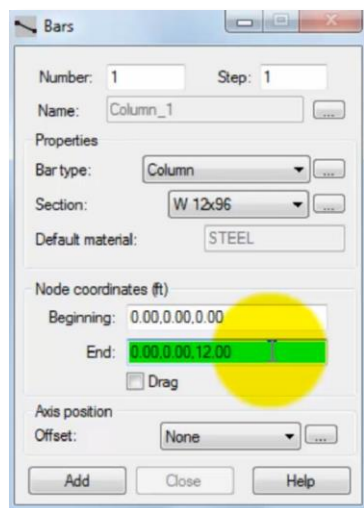 Bars
Number: 1 Step: 1
Name: Column_1 ...
Properties
Bar type: Column ...
Section: W 12x96 ...
Default material: STEEL
Node coordinates (ft)
Beginning: 0.00,0.00,0.00
End: 0.00,0.00,12.00
Drag
Axis position
Offset: None ...
Add Close Help